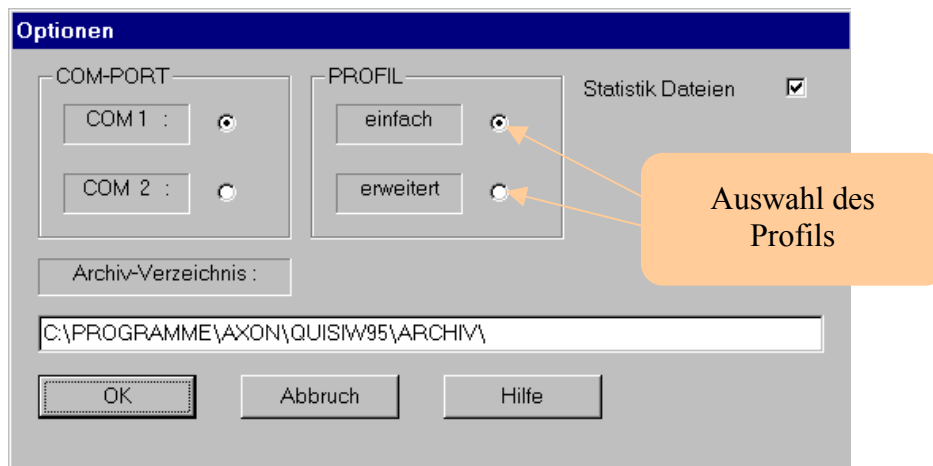 Optionen
COM-PORT
COM 1 :
COM 2 :
PROFIL
einfach
erweitert
Statistik Dateien
Auswahl des
Profils
Archiv-Verzeichnis :
C:\PROGRAMME\AXON\QUISIW95\ARCHIV\
OK
Abbruch
Hilfe